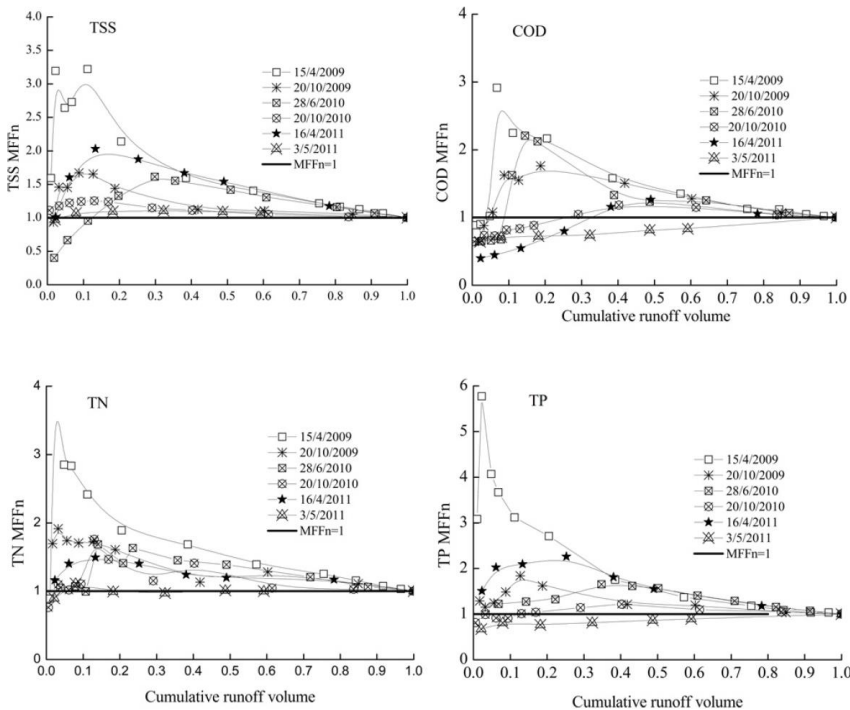 TSS
TSS MFFn
4.0
3.5
3.0
2.5
2.0
1.5
1.0
0.5
0.0
15/4/2009
20/10/2009
28/6/2010
20/10/2010
16/4/2011
3/5/2011
MFFn=1
0.0 0.1 0.2 0.3 0.4 0.5 0.6 0.7 0.8 0.9 1.0
COD
COD MFFn
4
3
2
1
0
15/4/2009
20/10/2009
28/6/2010
20/10/2010
16/4/2011
3/5/2011
MFFn=1
0.0 0.1 0.2 0.3 0.4 0.5 0.6 0.7 0.8 0.9 1.0
Cumulative runoff volume
TN
TN MFFn
4
3
2
1
0
15/4/2009
20/10/2009
28/6/2010
20/10/2010
16/4/2011
3/5/2011
MFFn=1
0.0 0.1 0.2 0.3 0.4 0.5 0.6 0.7 0.8 0.9 1.0
Cumulative runoff volume
TP
TP MFFn
6
5
4
3
2
1
0
15/4/2009
20/10/2009
28/6/2010
20/10/2010
16/4/2011
3/5/2011
MFFn=1
0.0 0.1 0.2 0.3 0.4 0.5 0.6 0.7 0.8 0.9 1.0
Cumulative runoff volume